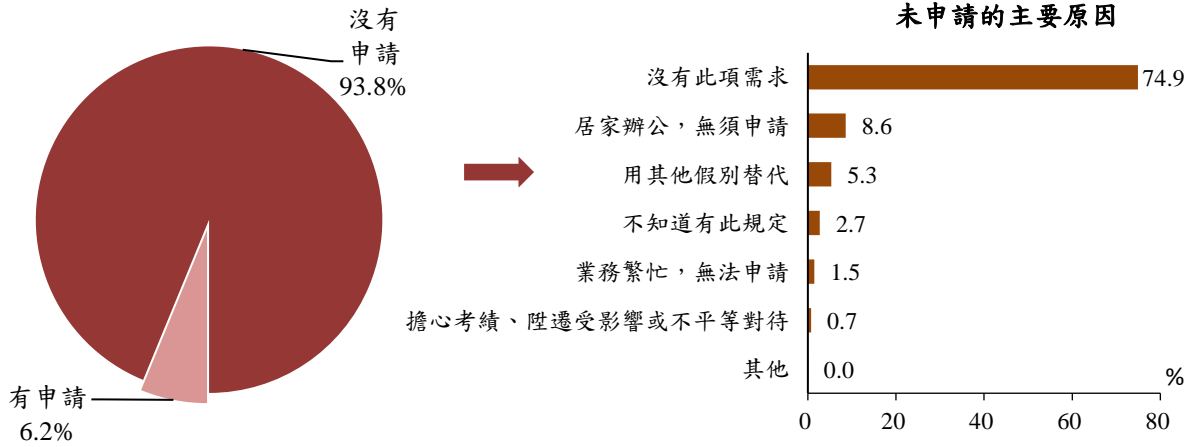 沒有
申請
93.8%
有申請
6.2%
未申請的主要原因
沒有此項需求 74.9
居家辦公，無須申請 8.6
用其他假別替代 5.3
不知道有此規定 2.7
業務繁忙，無法申請 1.5
擔心考績、陞遷受影響或不平等對待 0.7
其他 0.0
%
0 20 40 60 80